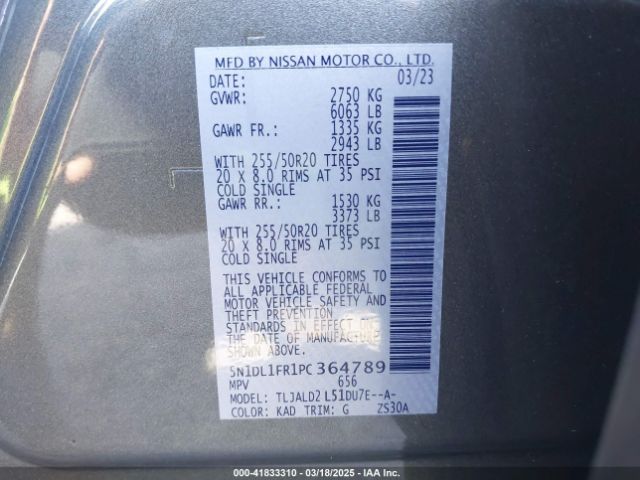 MFD BY NISSAN MOTOR CO., LTD.
DATE: 03/23
GVWR: 2750 KG
6063 LB
GAWR FR.: 1335 KG
2943 LB
WITH 255/50R20 TIRES
20 X 8.0 RIMS AT 35 PSI
COLD SINGLE
GAWR RR.: 1530 KG
3373 LB
WITH 255/50R20 TIRES
20 X 8.0 RIMS AT 35 PSI
COLD SINGLE
THIS VEHICLE CONFORMS TO
ALL APPLICABLE FEDERAL
MOTOR VEHICLE SAFETY AND
THEFT PREVENTION
STANDARDS IN EFFECT ON
THE DATE OF MANUFACTURE
SHOWN ABOVE.
5N1DL1FR1PC364789
MPV 656
MODEL: TLJALD2 L51DU7E--A-
COLOR: KAD TRIM: G ZS30A
000-41833310 - 03/18/2025 - IAA Inc.